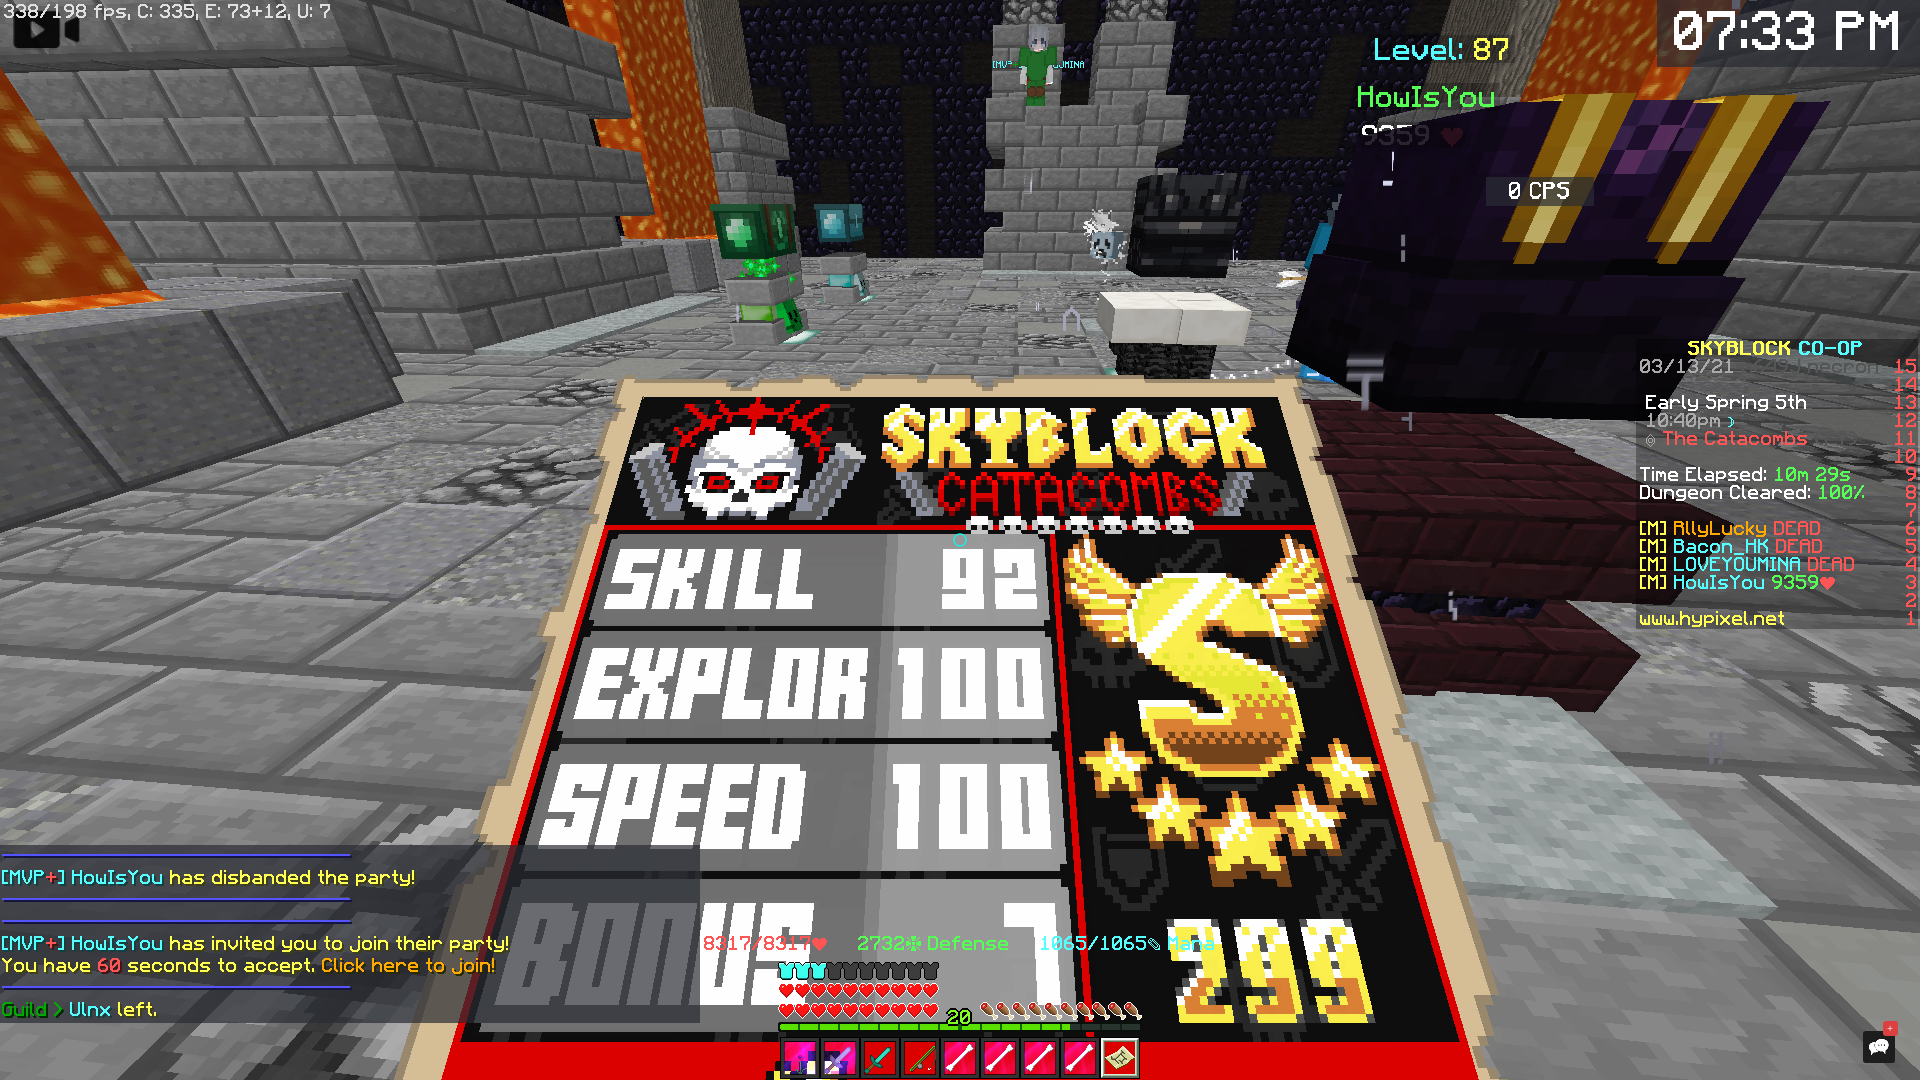 338/198 fps, C: 335, E: 73+12, U: 7
07:33 PM
Level: 87
HowIsYou
9359 ❤
0 CPS
SKYBLOCK CO-OP
03/13/21 15
14
Early Spring 5th 13
10:40pm ☽ 12
The Catacombs 11
10
Time Elapsed: 10m 29s 9
Dungeon Cleared: 100% 8
7
[M] RllyLucky DEAD 6
[M] Bacon_HK DEAD 5
[M] LOVEYOUMINA DEAD 4
[M] HowIsYou 9359❤ 3
2
www.hypixel.net 1
SKYBLOCK
CATACOMBS
SKILL 92
EXPLOR 100
SPEED 100
BONUS 7
S
299
[MVP+] HowIsYou has disbanded the party!
[MVP+] HowIsYou has invited you to join their party!
You have 60 seconds to accept. Click here to join!
Guild > Ulnx left.
8317/8317❤ 2732 Defense 1065/1065 Mana
20